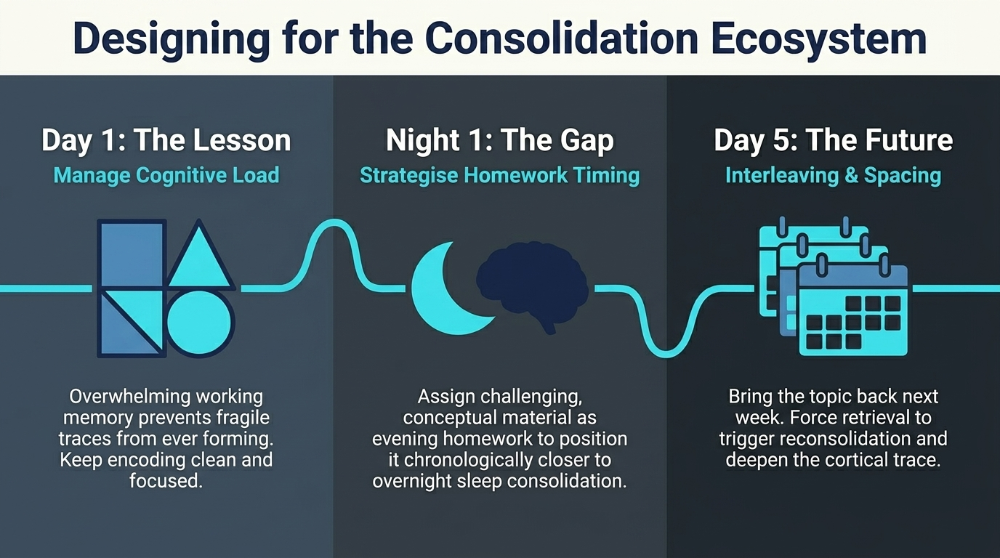 Designing for the Consolidation Ecosystem
Day 1: The Lesson
Manage Cognitive Load
Overwhelming working
memory prevents fragile
traces from ever forming.
Keep encoding clean and
focused.
Night 1: The Gap
Strategise Homework Timing
Assign challenging,
conceptual material as
evening homework to position
it chronologically closer to
overnight sleep consolidation.
Day 5: The Future
Interleaving & Spacing
Bring the topic back next
week. Force retrieval to
trigger reconsolidation and
deepen the cortical trace.